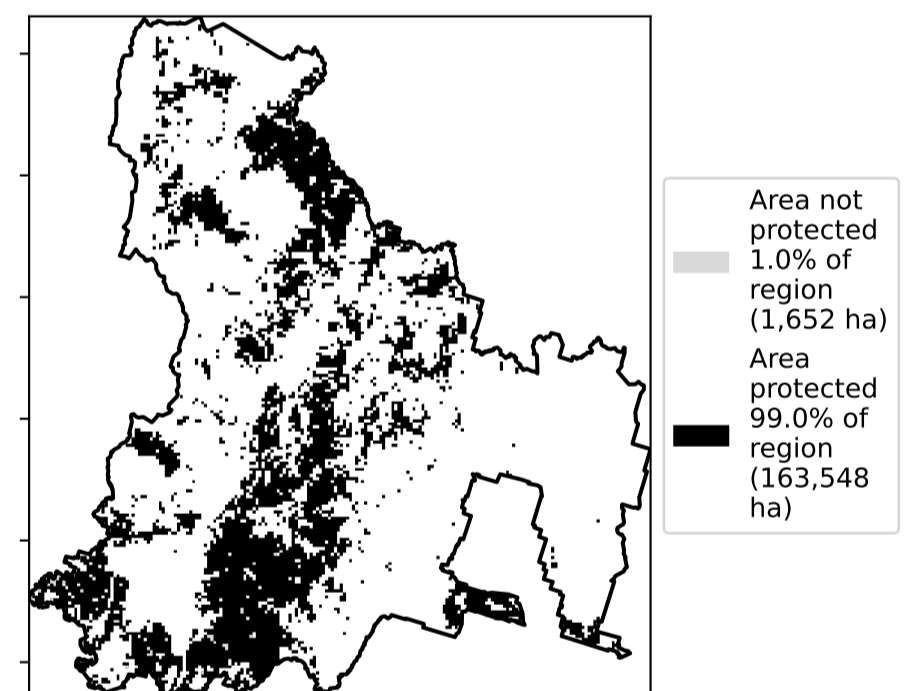 Area not
protected
1.0% of
region
(1,652 ha)
Area
protected
99.0% of
region
(163,548
ha)